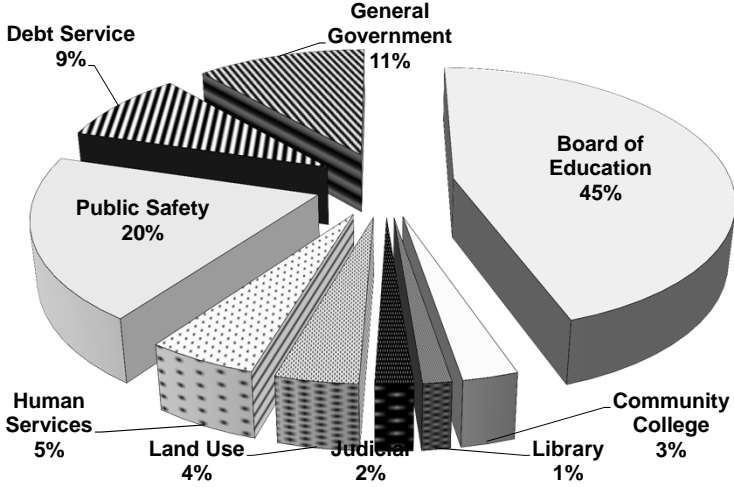 General
Government
11%
Debt Service
9%
Board of
Education
45%
Public Safety
20%
Human
Services
5%
Land Use
4%
Judicial
2%
Library
1%
Community
College
3%